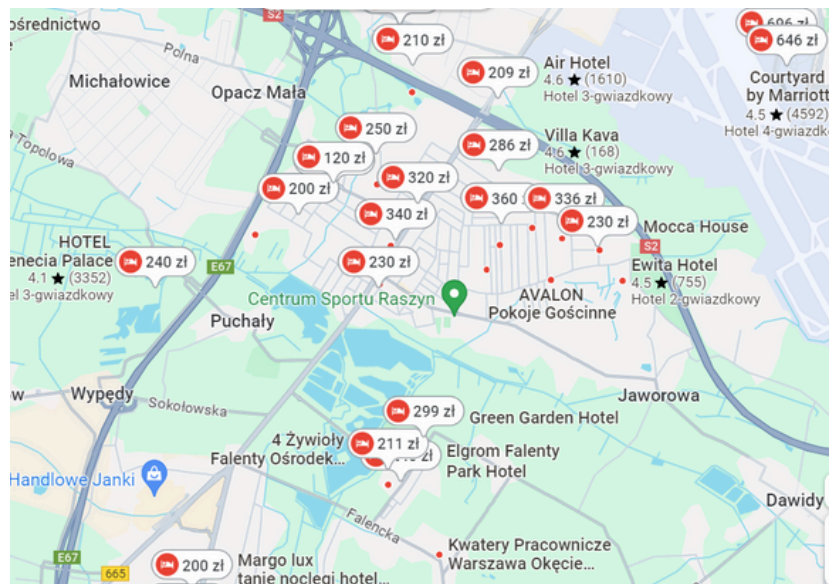 ośrednictwo
S2
210 zł
696 zł
646 zł
Polna
Michałowice
Opacz Mała
209 zł
Air Hotel
4.6 ★ (1610)
Hotel 3-gwiazdkowy
Courtyard
by Marriott
4.5 ★ (4592)
Hotel 4-gwiazdkowy
a Topolowa
250 zł
120 zł
200 zł
286 zł
Villa Kava
4.6 ★ (168)
Hotel 3-gwiazdkowy
320 zł
340 zł
360
336 zł
230 zł
Mocca House
S2
HOTEL
enecia Palace
4.1 ★ (3352)
el 3-gwiazdkowy
240 zł
E67
230 zł
Centrum Sportu Raszyn
Ewita Hotel
4.5 ★ (755)
Hotel 2-gwiazdkowy
AVALON
Pokoje Gościnne
Puchały
w
Wypędy
Sokołowska
Jaworowa
299 zł
Green Garden Hotel
4 Żywioły
Falenty Ośrodek...
211 zł
Elgrom Falenty
Park Hotel
Handlowe Janki
Falencka
Dawidy
E67
665
200 zł
Margo lux
tanie noclegi hotel...
Kwatery Pracownicze
Warszawa Okęcie...